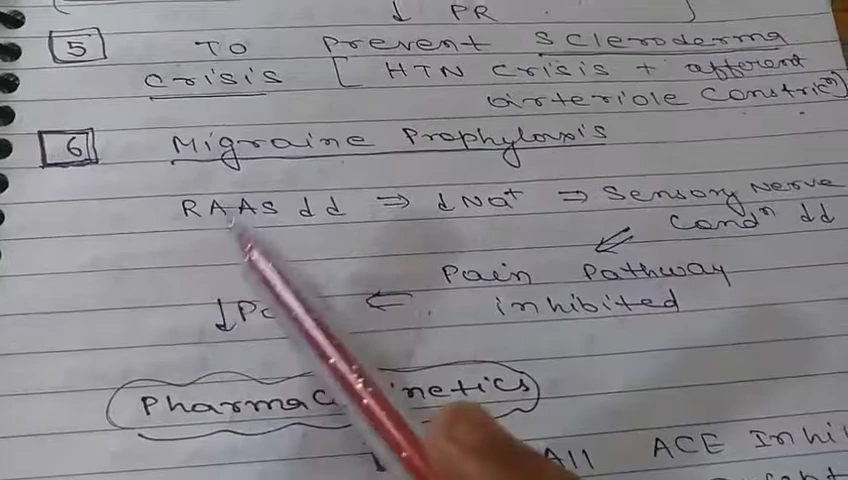 ↓ PR
5 TO Prevent Scleroderma
Crisis [ HTN Crisis + afferent
arteriole Constricⁿ)
6 Migraine Prophylaxis
RAAS ↓↓ ⇒ ↓Na⁺ ⇒ Sensory Nerve
Condⁿ ↓↓
Pain Pathway
inhibited
↓
Pharmac netics
All ACE Inhi